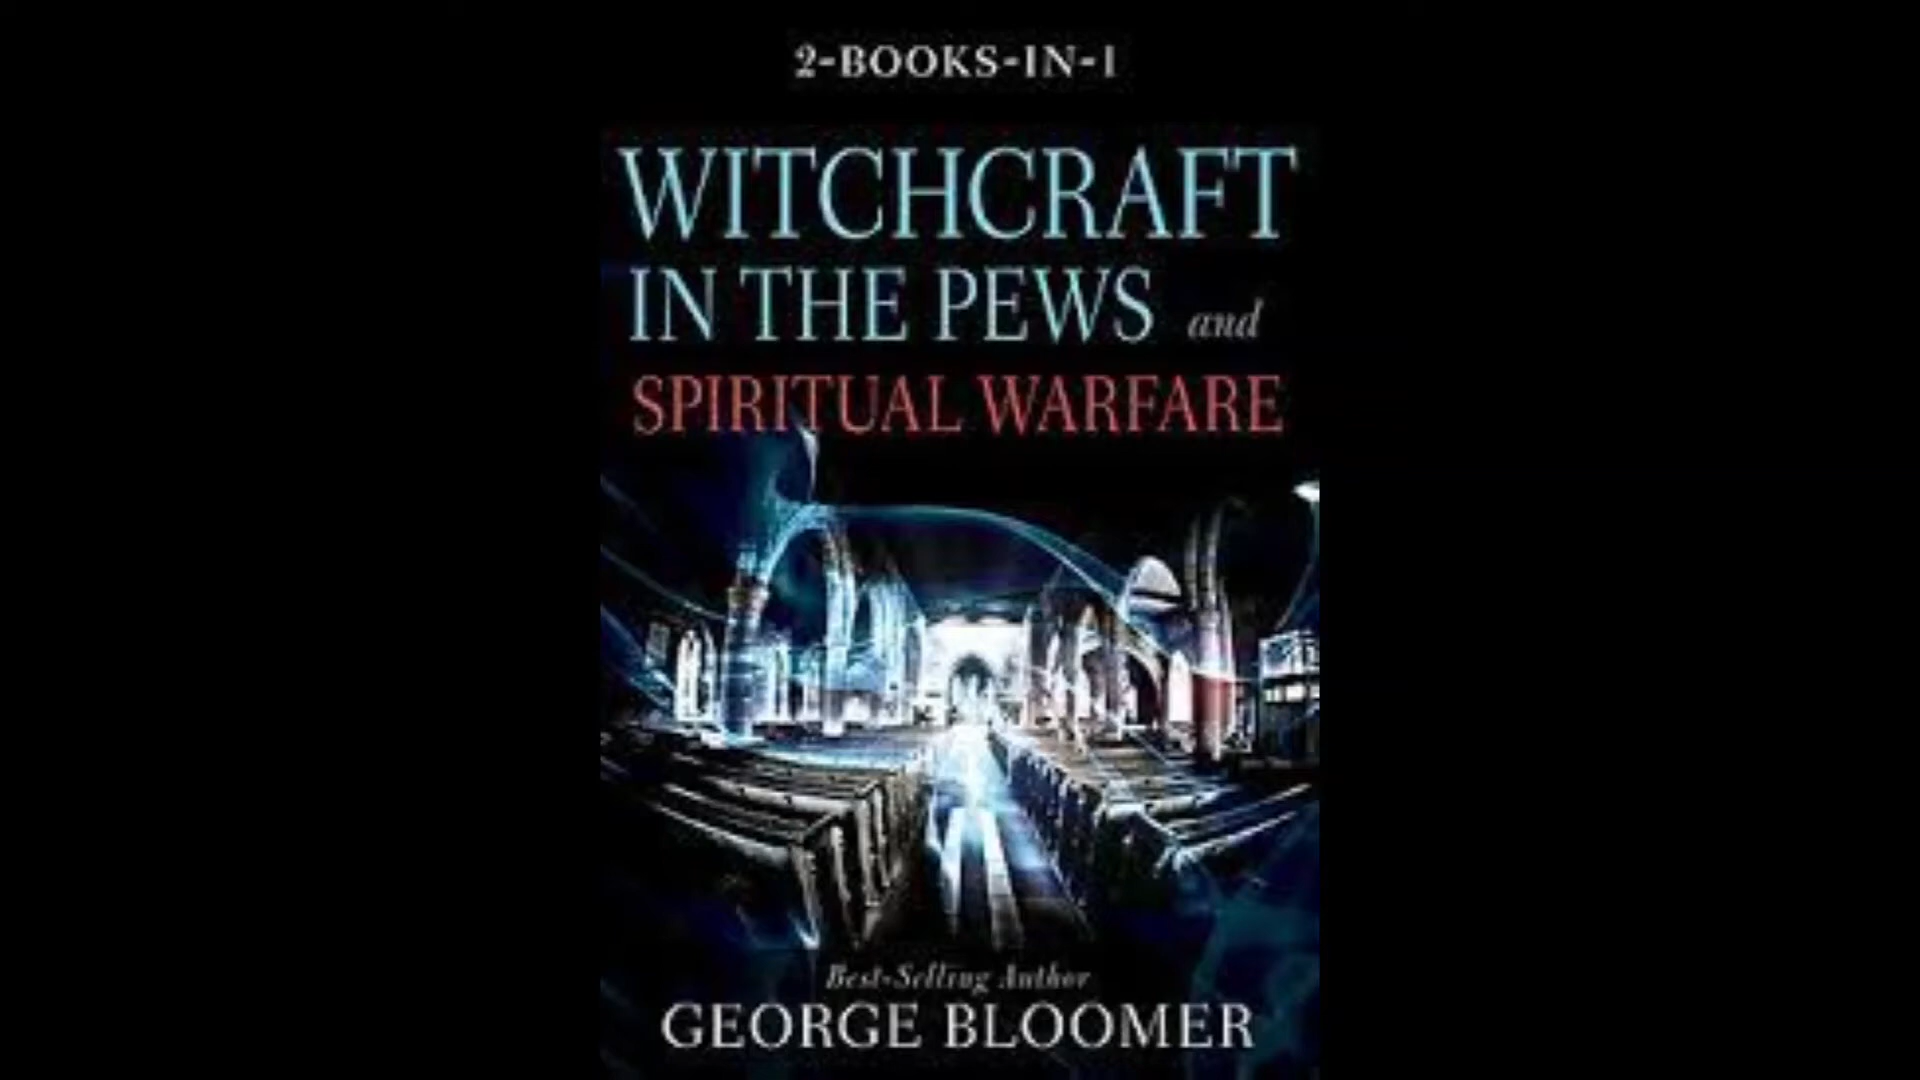 2-BOOKS-IN-1
WITCHCRAFT
IN THE PEWS and
SPIRITUAL WARFARE
Best-Selling Author
GEORGE BLOOMER